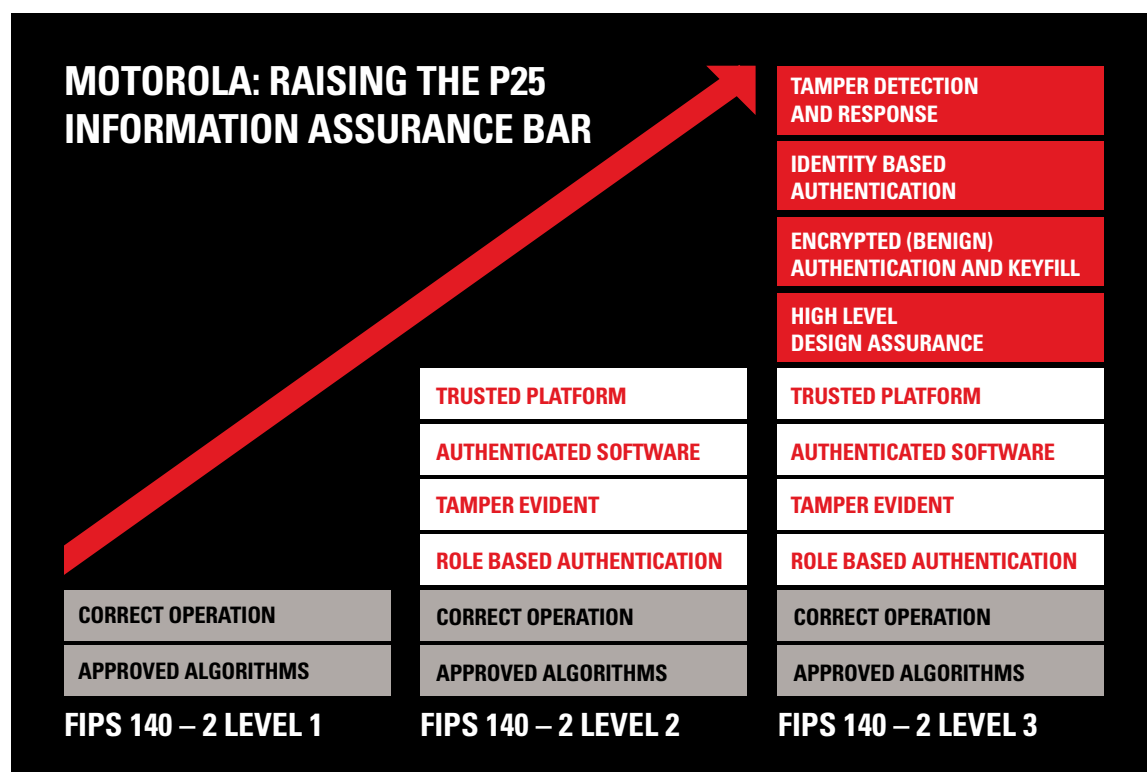 MOTOROLA: RAISING THE P25
INFORMATION ASSURANCE BAR
CORRECT OPERATION
APPROVED ALGORITHMS
FIPS 140 – 2 LEVEL 1
TRUSTED PLATFORM
AUTHENTICATED SOFTWARE
TAMPER EVIDENT
ROLE BASED AUTHENTICATION
CORRECT OPERATION
APPROVED ALGORITHMS
FIPS 140 – 2 LEVEL 2
TAMPER DETECTION
AND RESPONSE
IDENTITY BASED
AUTHENTICATION
ENCRYPTED (BENIGN)
AUTHENTICATION AND KEYFILL
HIGH LEVEL
DESIGN ASSURANCE
TRUSTED PLATFORM
AUTHENTICATED SOFTWARE
TAMPER EVIDENT
ROLE BASED AUTHENTICATION
CORRECT OPERATION
APPROVED ALGORITHMS
FIPS 140 – 2 LEVEL 3